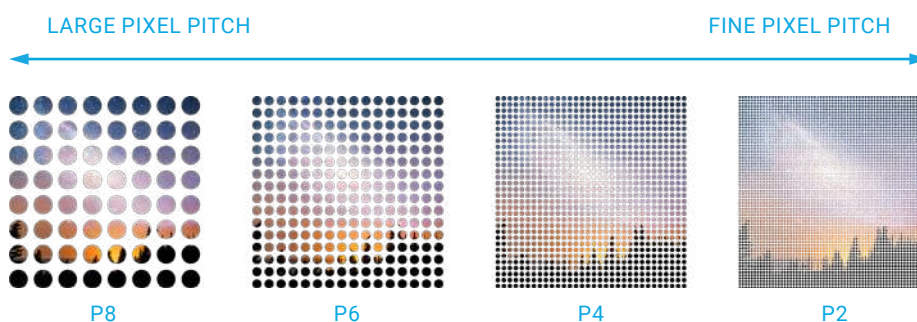 LARGE PIXEL PITCH
FINE PIXEL PITCH
P8
P6
P4
P2